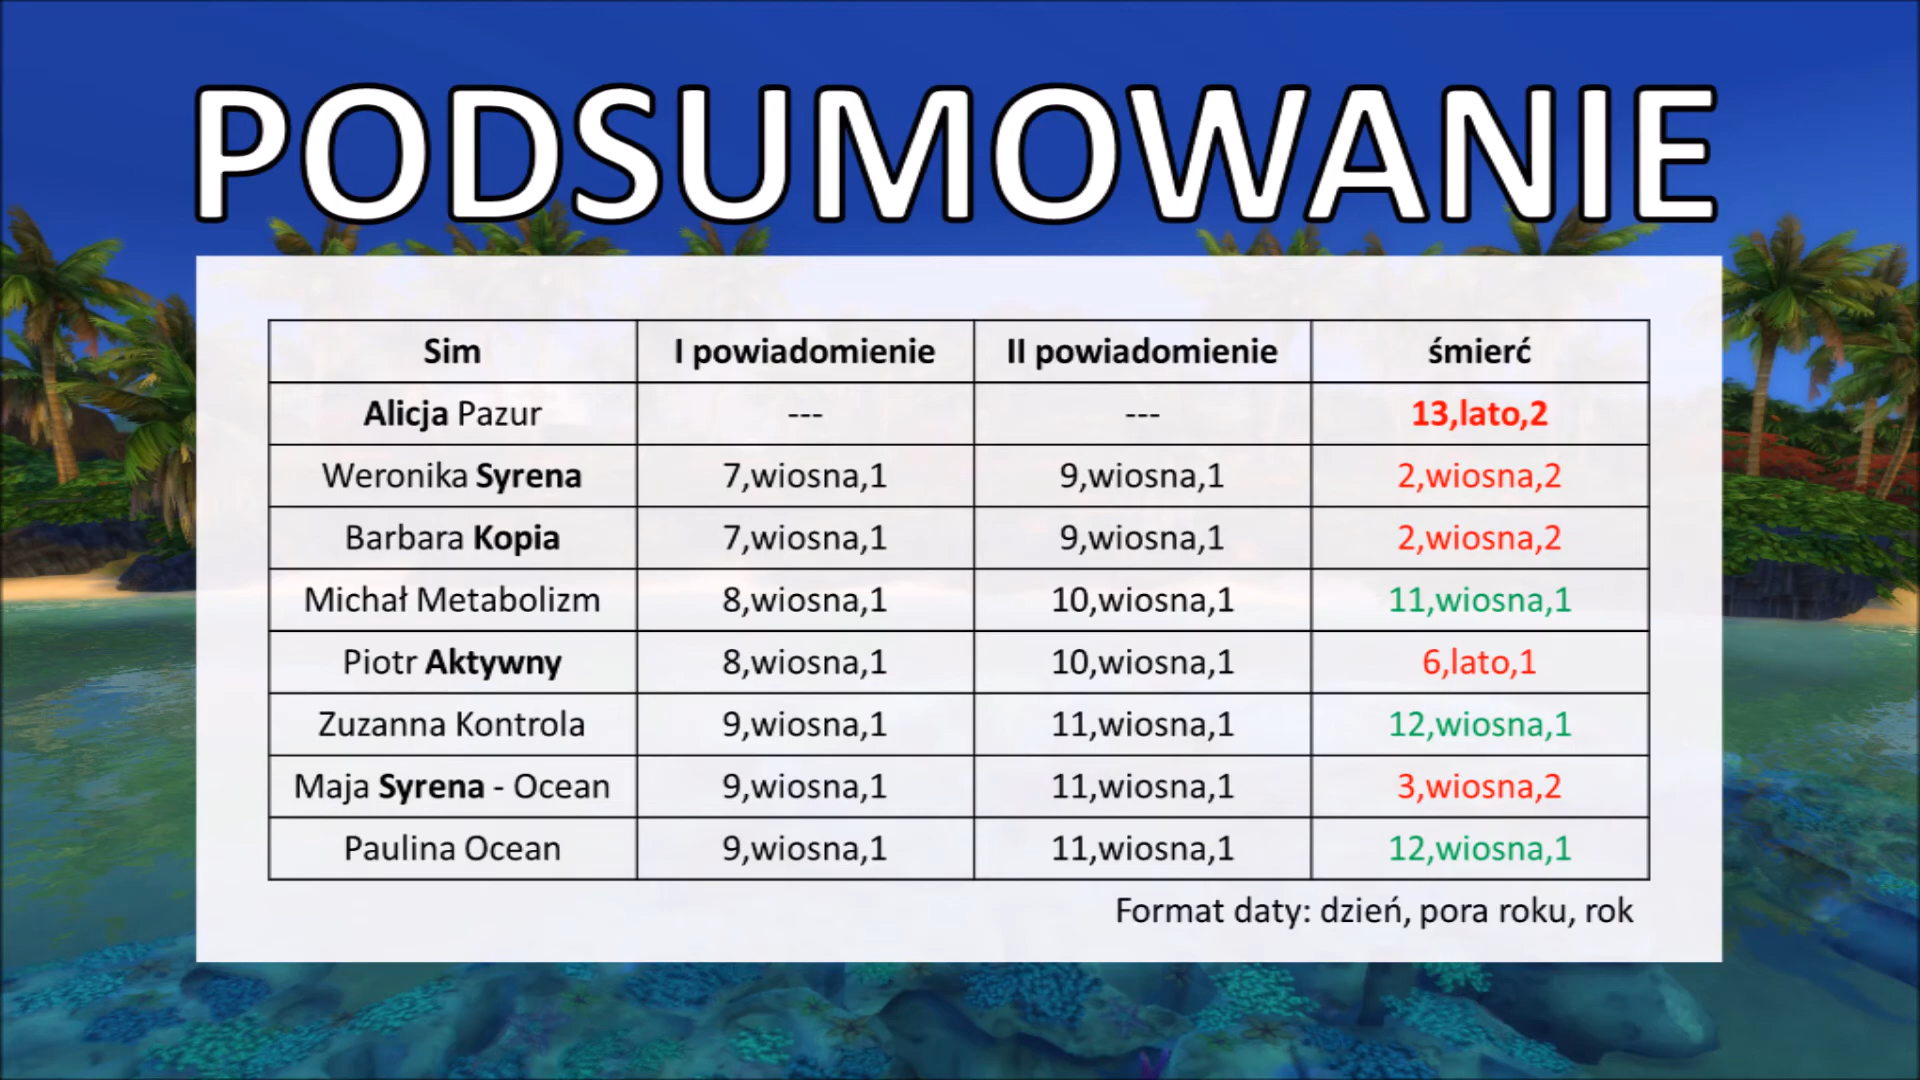 PODSUMOWANIE
Sim I powiadomienie II powiadomienie śmierć
Alicja Pazur --- --- 13,lato,2
Weronika Syrena 7,wiosna,1 9,wiosna,1 2,wiosna,2
Barbara Kopia 7,wiosna,1 9,wiosna,1 2,wiosna,2
Michał Metabolizm 8,wiosna,1 10,wiosna,1 11,wiosna,1
Piotr Aktywny 8,wiosna,1 10,wiosna,1 6,lato,1
Zuzanna Kontrola 9,wiosna,1 11,wiosna,1 12,wiosna,1
Maja Syrena - Ocean 9,wiosna,1 11,wiosna,1 3,wiosna,2
Paulina Ocean 9,wiosna,1 11,wiosna,1 12,wiosna,1
Format daty: dzień, pora roku, rok